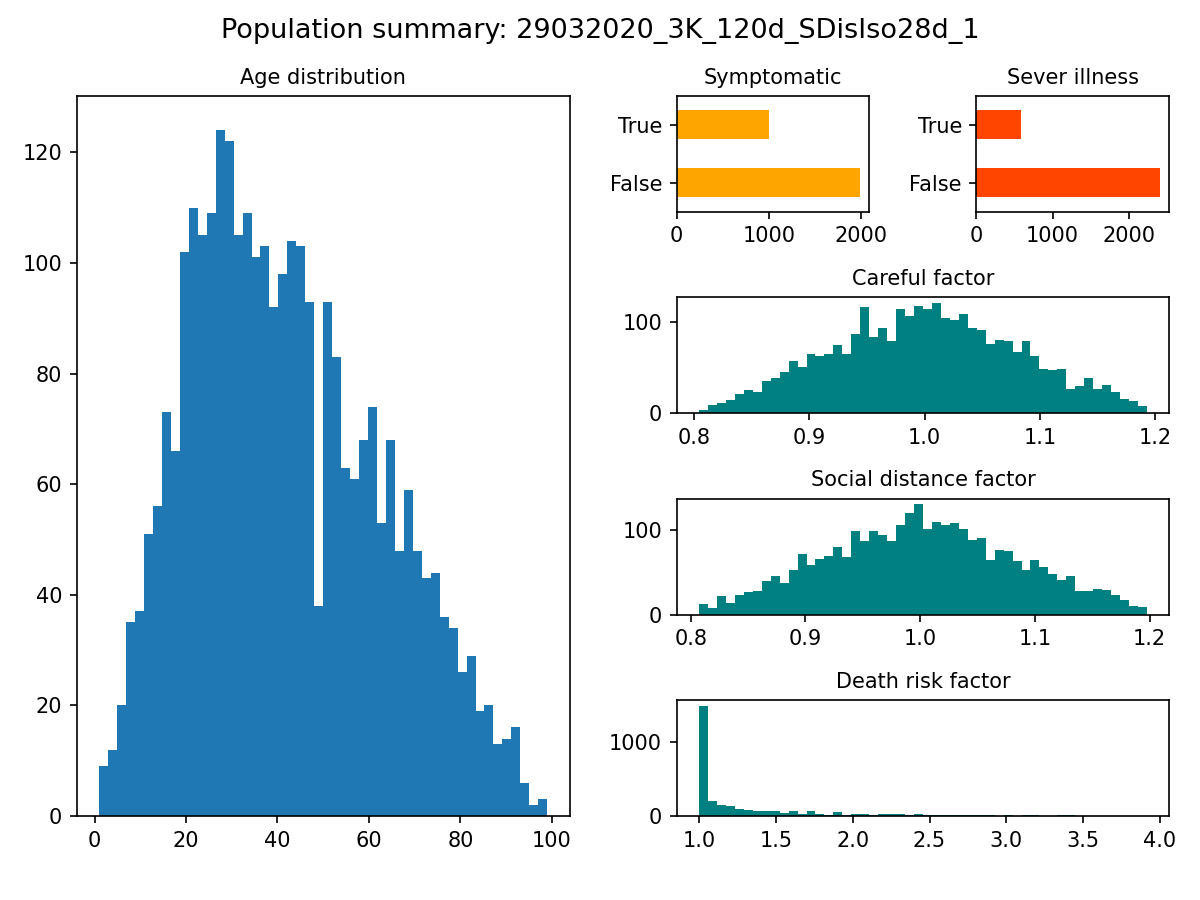 Population summary: 29032020_3K_120d_SDisIso28d_1
Age distribution
120
100
80
60
40
20
0
0 20 40 60 80 100
Symptomatic
True
False
0 1000 2000
Sever illness
True
False
0 1000 2000
Careful factor
100
0
0.8 0.9 1.0 1.1 1.2
Social distance factor
100
0
0.8 0.9 1.0 1.1 1.2
Death risk factor
1000
0
1.0 1.5 2.0 2.5 3.0 3.5 4.0